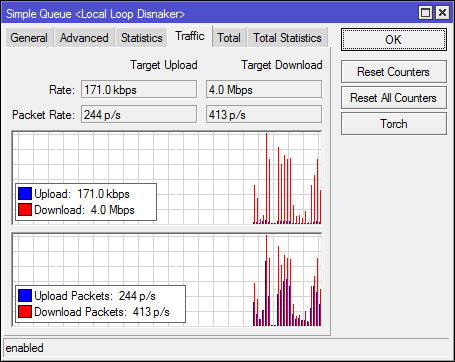 Simple Queue <Local Loop Disnaker>
General Advanced Statistics Traffic Total Total Statistics
OK
Target Upload Target Download
Reset Counters
Rate: 171.0 kbps 4.0 Mbps
Reset All Counters
Packet Rate: 244 p/s 413 p/s
Torch
Upload: 171.0 kbps
Download: 4.0 Mbps
Upload Packets: 244 p/s
Download Packets: 413 p/s
enabled